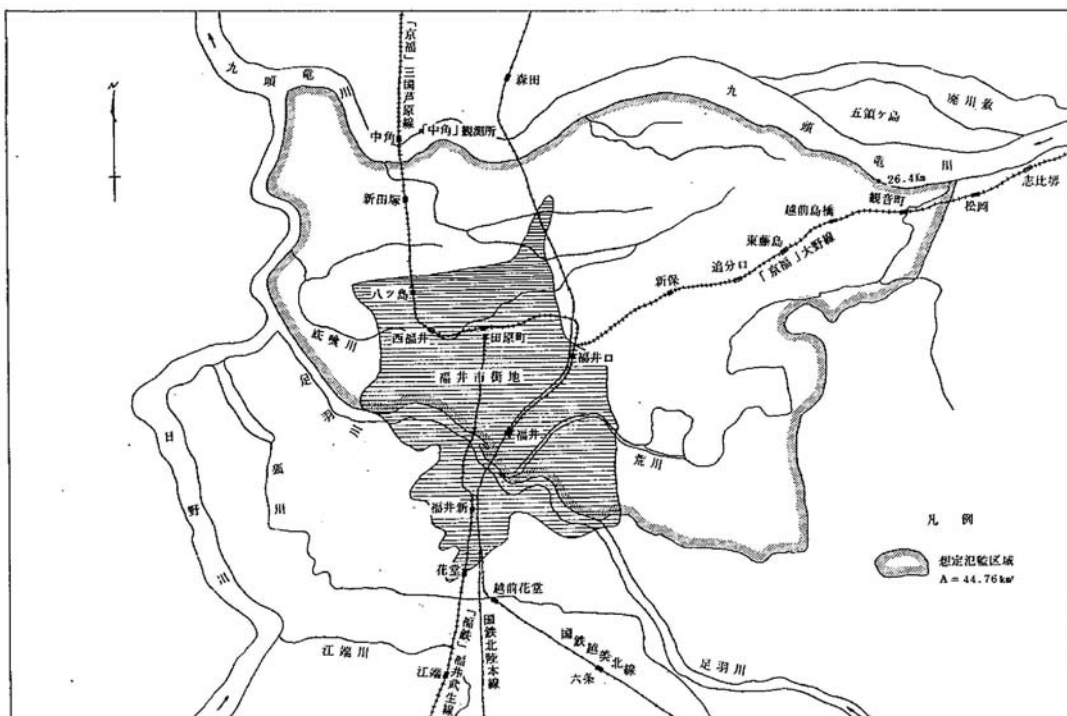 N
九頭竜川
「京福」三国芦原線
森田
中角
「中角」観測所
九頭竜川
五領ケ島
廃川敷
志比堺
26.4Km
観音町
松岡
越前島橋
東藤島
追分口
「京福」大野線
新保
新田塚
八ツ島
底喰川
西福井
田原町
福井口
福井市街地
足羽川
福井
荒川
日野川
狐川
福井新
花堂
越前花堂
江端川
江端
「福鉄」福井武生線
国鉄北陸本線
国鉄越美北線
六条
足羽川
凡例
想定氾監区域
A＝44.76km²